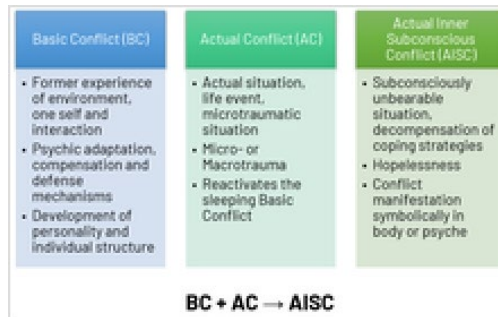 Basic Conflict (BC)
• Former experience
of environment,
one self and
interaction
• Psychic adaptation,
compensation and
defense
mechanisms
• Development of
personality and
individual structure
Actual Conflict (AC)
• Actual situation,
life event,
microtraumatic
situation
• Micro- or
Macrotrauma
• Reactivates the
sleeping Basic
Conflict
Actual Inner
Subconscious
Conflict (AISC)
• Subconsciously
unbearable
situation,
decompensation of
coping strategies
• Hopelessness
• Conflict
manifestation
symbolically in
body or psyche
BC + AC → AISC